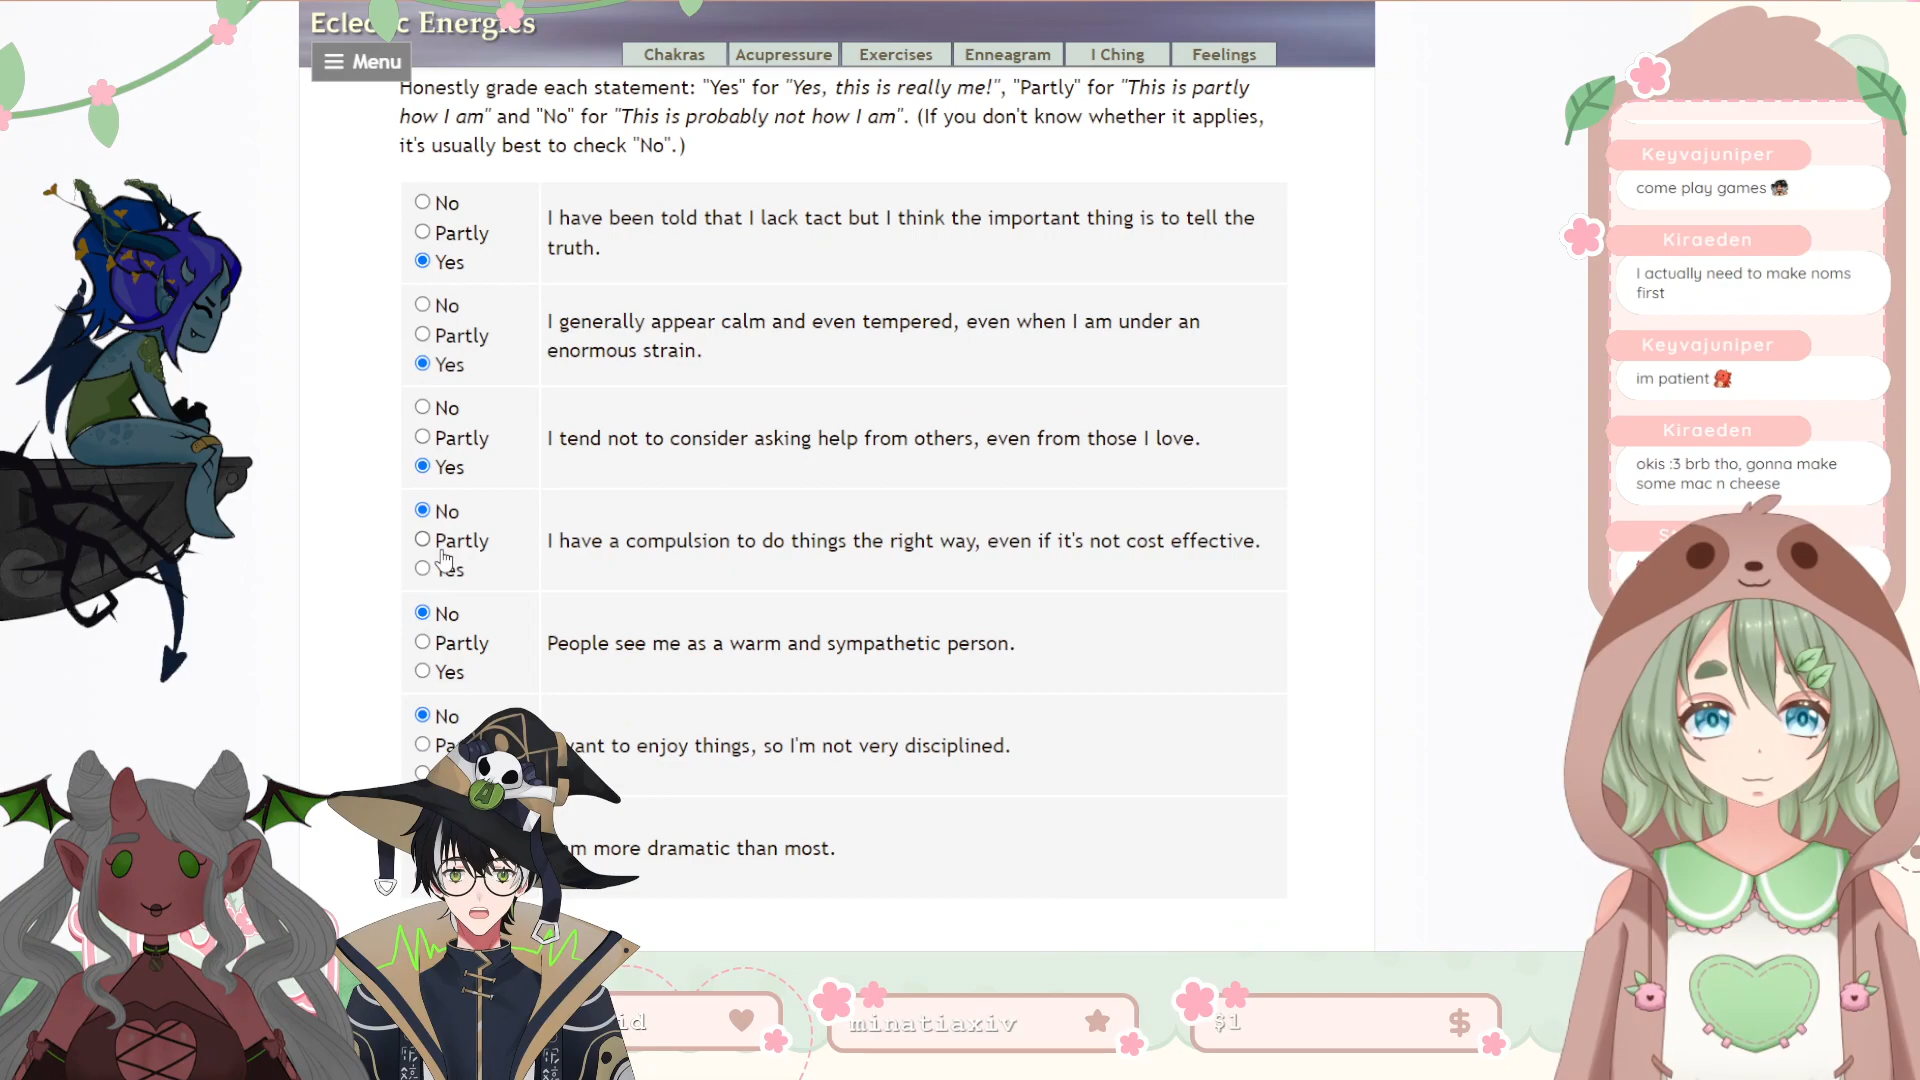 Eclectic Energies
Menu
Chakras
Acupressure
Exercises
Enneagram
I Ching
Feelings
Honestly grade each statement: "Yes" for "Yes, this is really me!", "Partly" for "This is partly
how I am" and "No" for "This is probably not how I am". (If you don't know whether it applies,
it's usually best to check "No".)
No
Partly
Yes
I have been told that I lack tact but I think the important thing is to tell the
truth.
No
Partly
Yes
I generally appear calm and even tempered, even when I am under an
enormous strain.
No
Partly
Yes
I tend not to consider asking help from others, even from those I love.
No
Partly
Yes
I have a compulsion to do things the right way, even if it's not cost effective.
No
Partly
Yes
People see me as a warm and sympathetic person.
No
want to enjoy things, so I'm not very disciplined.
more dramatic than most.
Keyvajuniper
come play games
Kiraeden
I actually need to make noms
first
Keyvajuniper
im patient
Kiraeden
okis :3 brb tho, gonna make
some mac n cheese
minatiaxiv
$1
$